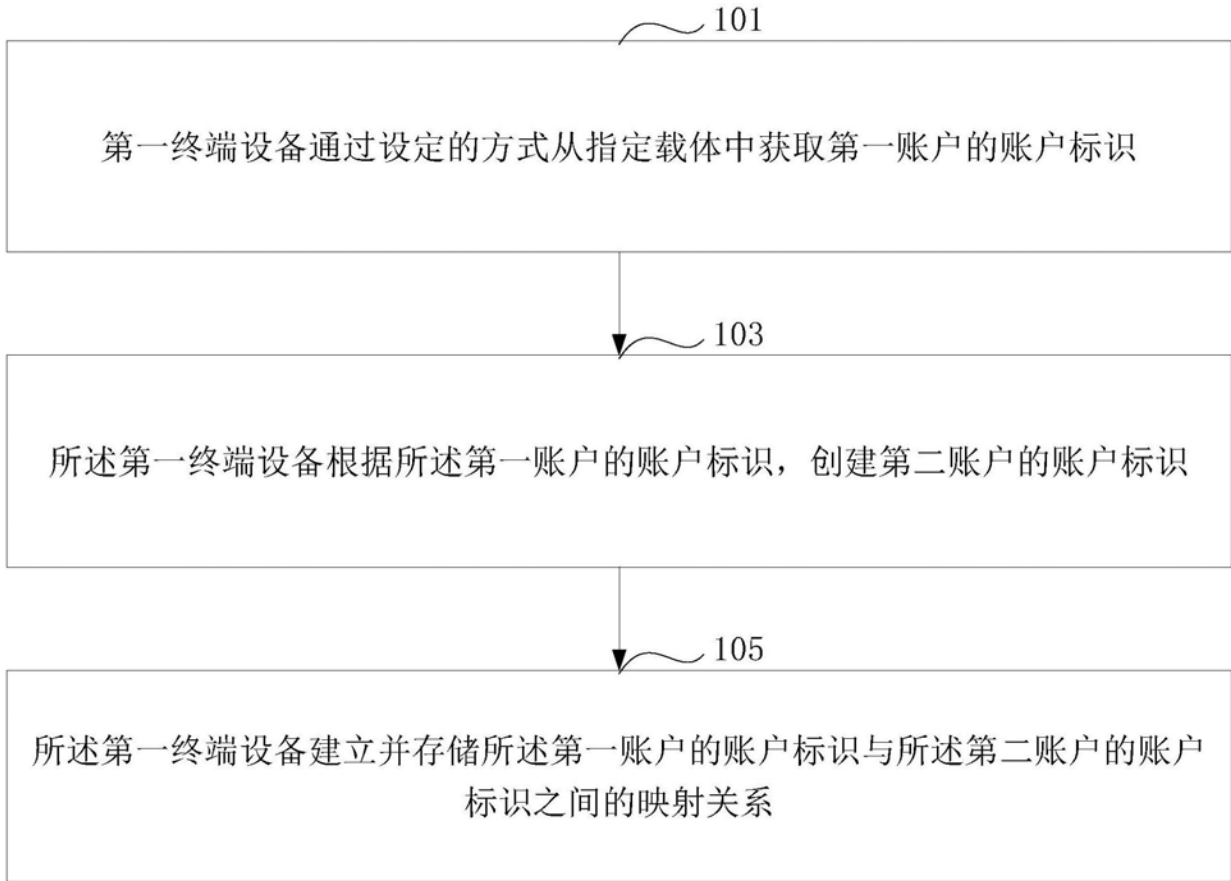 101
第一终端设备通过设定的方式从指定载体中获取第一账户的账户标识
103
所述第一终端设备根据所述第一账户的账户标识，创建第二账户的账户标识
105
所述第一终端设备建立并存储所述第一账户的账户标识与所述第二账户的账户
标识之间的映射关系